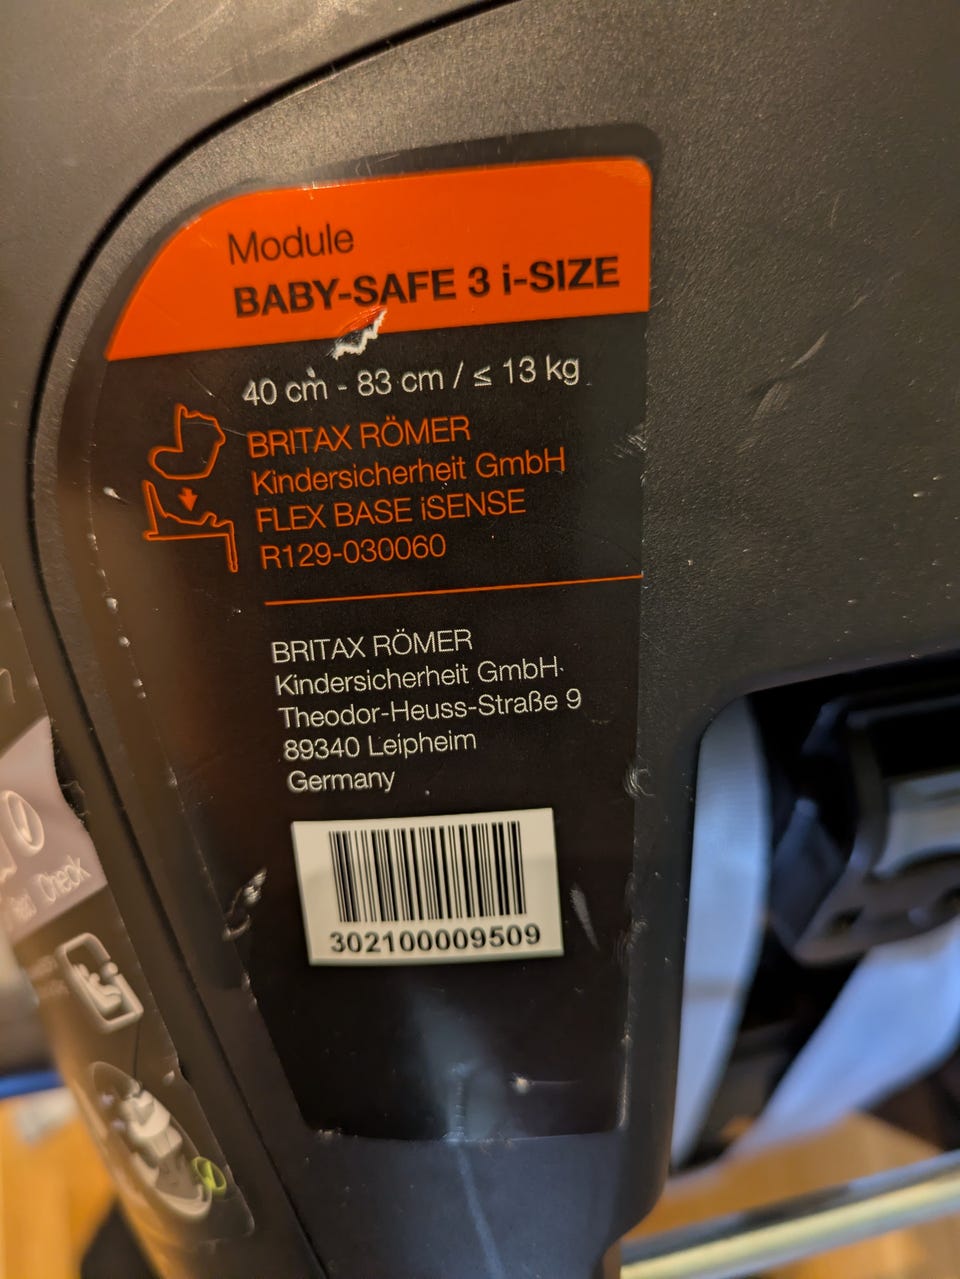 Module
BABY-SAFE 3 i-SIZE
40 cm - 83 cm / ≤ 13 kg
BRITAX RÖMER
Kindersicherheit GmbH
FLEX BASE iSENSE
R129-030060
BRITAX RÖMER
Kindersicherheit GmbH
Theodor-Heuss-Straße 9
89340 Leipheim
Germany
302100009509
Check